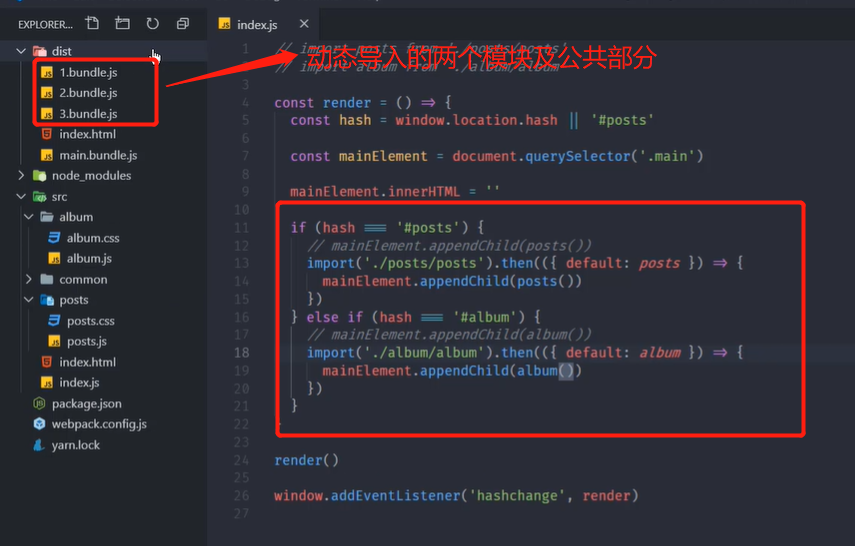 EXPLORER...
dist
1.bundle.js
2.bundle.js
3.bundle.js
index.html
main.bundle.js
node_modules
src
album
album.css
album.js
common
posts
posts.css
posts.js
index.html
index.js
package.json
webpack.config.js
yarn.lock
index.js
动态导入的两个模块及公共部分
1 // import posts from './posts/posts'
2 // import album from './album/album'
3
4 const render = () => {
5 const hash = window.location.hash || '#posts'
6
7 const mainElement = document.querySelector('.main')
8
9 mainElement.innerHTML = ''
10
11 if (hash === '#posts') {
12 // mainElement.appendChild(posts())
13 import('./posts/posts').then(({ default: posts }) => {
14 mainElement.appendChild(posts())
15 })
16 } else if (hash === '#album') {
17 // mainElement.appendChild(album())
18 import('./album/album').then(({ default: album }) => {
19 mainElement.appendChild(album())
20 })
21 }
22 }
23
24 render()
25
26 window.addEventListener('hashchange', render)
27